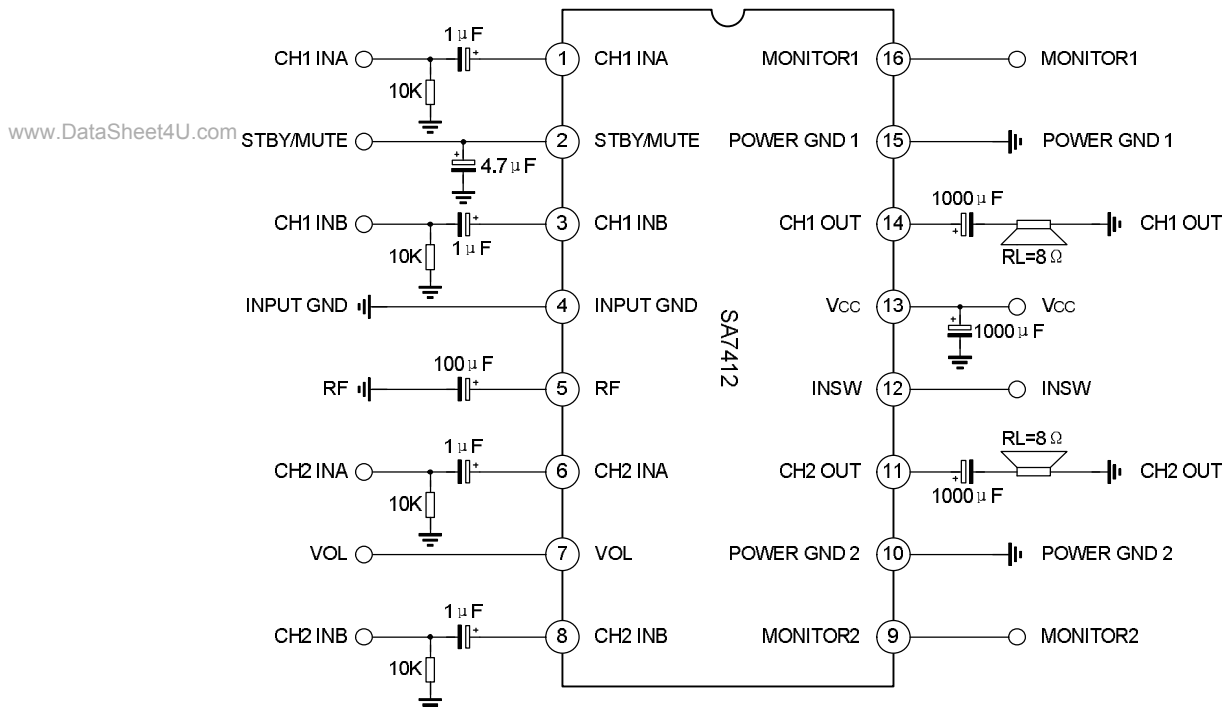 1μF
CH1 INA 1 CH1 INA MONITOR1 16 MONITOR1
10K
www.DataSheet4U.com
STBY/MUTE 2 STBY/MUTE POWER GND 1 15 POWER GND 1
4.7μF
1000μF
CH1 INB 3 CH1 INB CH1 OUT 14 CH1 OUT
1μF
10K
RL=8Ω
INPUT GND 4 INPUT GND VCC 13 VCC
SA7412
1000μF
100μF
RF 5 RF INSW 12 INSW
1μF
RL=8Ω
CH2 INA 6 CH2 INA CH2 OUT 11 CH2 OUT
10K
1000μF
VOL 7 VOL POWER GND 2 10 POWER GND 2
1μF
CH2 INB 8 CH2 INB MONITOR2 9 MONITOR2
10K